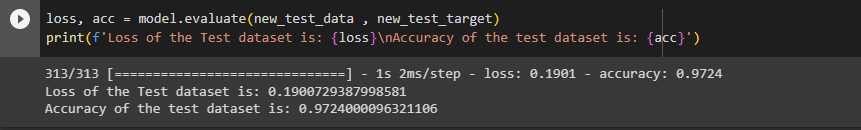 loss, acc = model.evaluate(new_test_data , new_test_target)
print(f'Loss of the Test dataset is: {loss}\nAccuracy of the test dataset is: {acc}')
313/313 [==============================] - 1s 2ms/step - loss: 0.1901 - accuracy: 0.9724
Loss of the Test dataset is: 0.1900729387998581
Accuracy of the test dataset is: 0.9724000096321106